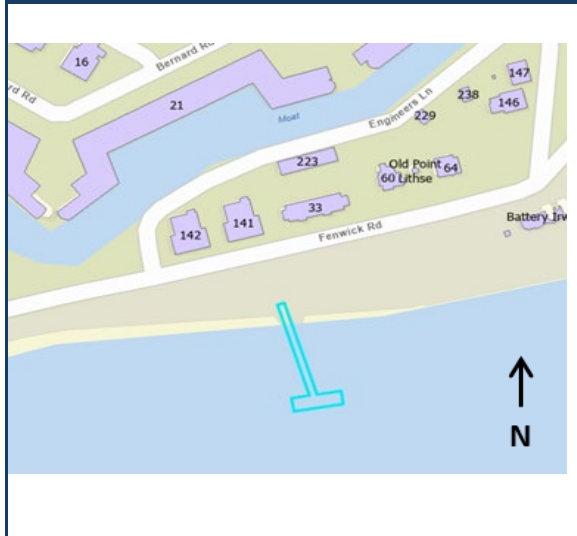 16
Bernard Rd
rd Rd
21
Moat
Engineers Ln
147
238
146
229
223
Old Point
60 Lithse 64
33
142
141
Fenwick Rd
Battery Irw
N